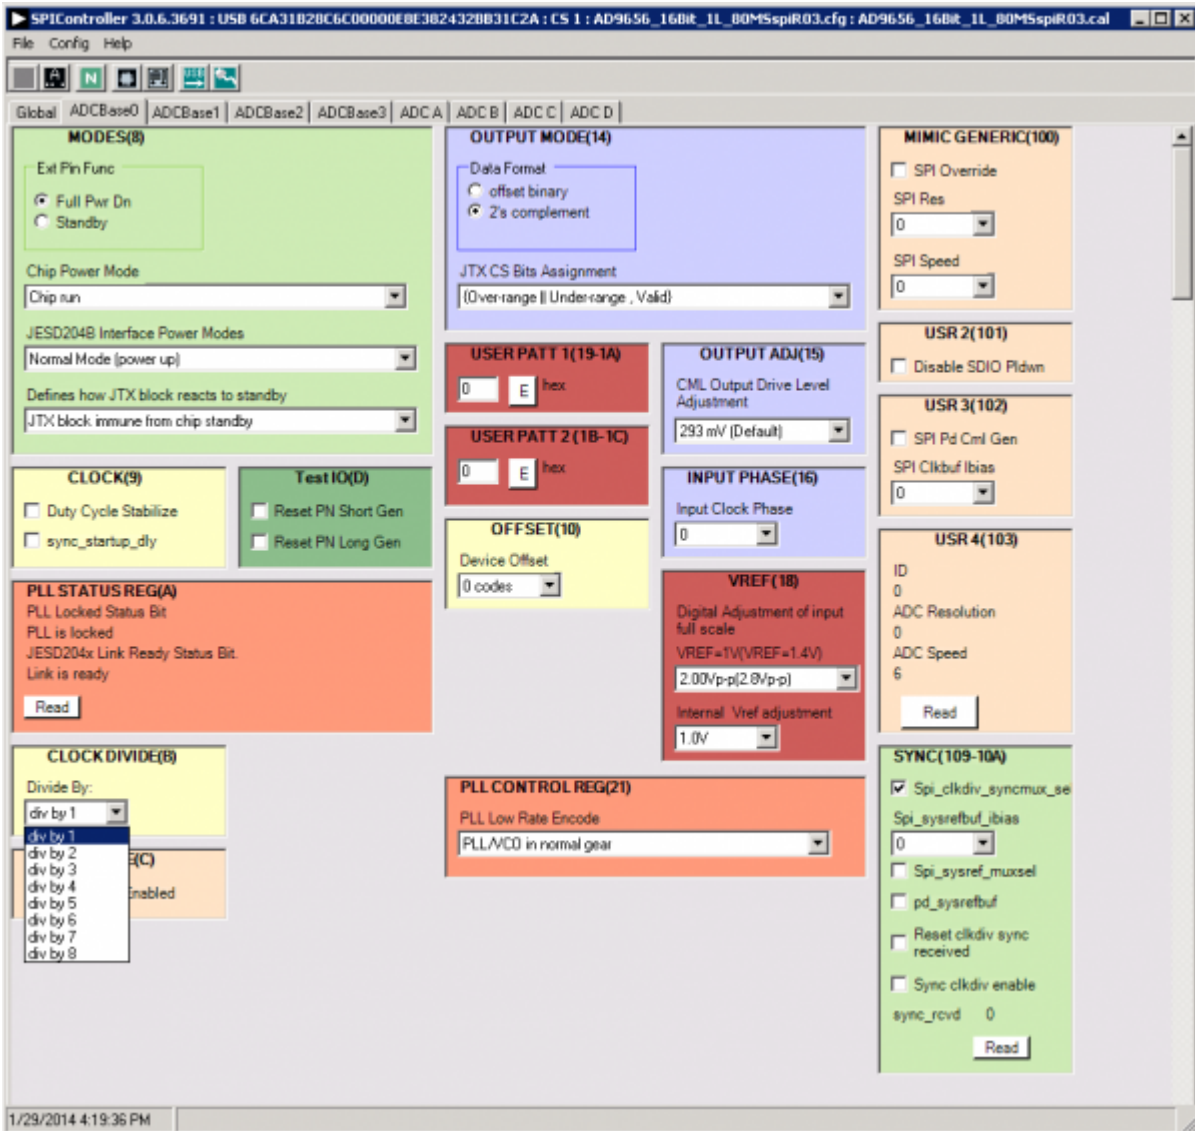 SPIController 3.0.6.3691 : USB 6CA31B28C6C00000E8E382432BB31C2A : CS 1 : AD9656_16Bit_1L_80MSspiR03.cfg : AD9656_16Bit_1L_80MSspiR03.cal
File Config Help
Global ADCBase0 ADCBase1 ADCBase2 ADCBase3 ADC A ADC B ADC C ADC D
MODES(8)
Ext Pin Func
Full Pwr Dn
Standby
Chip Power Mode
Chip run
JESD204B Interface Power Modes
Normal Mode (power up)
Defines how JTX block reacts to standby
JTX block immune from chip standby
CLOCK(9)
Duty Cycle Stabilize
sync_startup_dly
Test IO(D)
Reset PN Short Gen
Reset PN Long Gen
PLL STATUS REG(A)
PLL Locked Status Bit
PLL is locked
JESD204x Link Ready Status Bit.
Link is ready
Read
CLOCK DIVIDE(B)
Divide By:
div by 1
div by 1
div by 2
div by 3
div by 4
div by 5
div by 6
div by 7
div by 8
E(C)
Enabled
OUTPUT MODE(14)
Data Format
offset binary
2's complement
JTX CS Bits Assignment
{Over-range || Under-range , Valid}
USER PATT 1(19-1A)
0 E hex
USER PATT 2 (1B-1C)
0 E hex
OFFSET(10)
Device Offset
0 codes
OUTPUT ADJ(15)
CML Output Drive Level
Adjustment
293 mV (Default)
INPUT PHASE(16)
Input Clock Phase
0
VREF(18)
Digital Adjustment of input
full scale
VREF=1V(VREF=1.4V)
2.00Vp-p(2.8Vp-p)
Internal Vref adjustment
1.0V
PLL CONTROL REG(21)
PLL Low Rate Encode
PLL/VCO in normal gear
MIMIC GENERIC(100)
SPI Override
SPI Res
0
SPI Speed
0
USR 2(101)
Disable SDIO Pldwn
USR 3(102)
SPI Pd Cml Gen
SPI Clkbuf Ibias
0
USR 4(103)
ID
0
ADC Resolution
0
ADC Speed
6
Read
SYNC(109-10A)
Spi_clkdiv_syncmux_se
Spi_sysrefbuf_ibias
0
Spi_sysref_muxsel
pd_sysrefbuf
Reset clkdiv sync
received
Sync clkdiv enable
sync_rcvd 0
Read
1/29/2014 4:19:36 PM